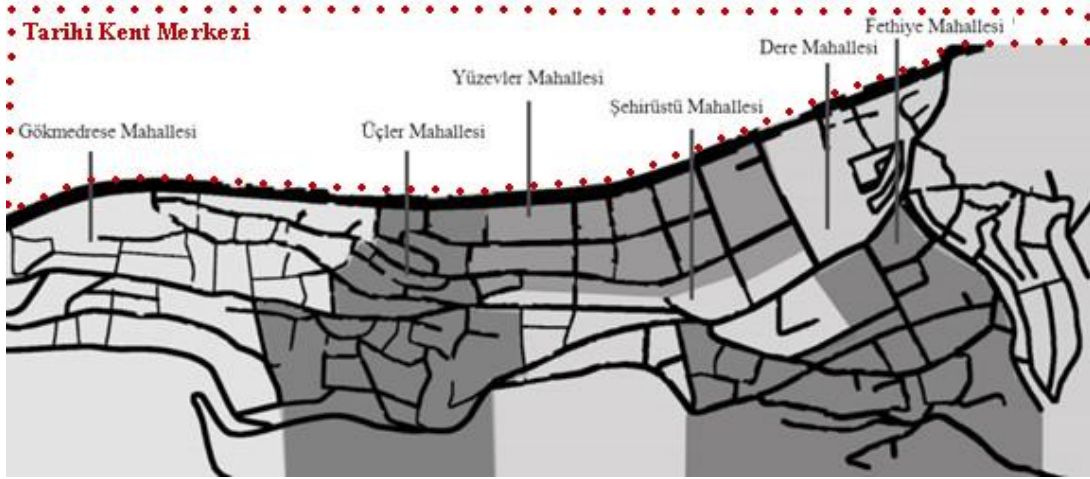 Tarihi Kent Merkezi
Fethiye Mahallesi
Dere Mahallesi
Yüzevler Mahallesi
Şehirüstü Mahallesi
Gökmedrese Mahallesi
Üçler Mahallesi